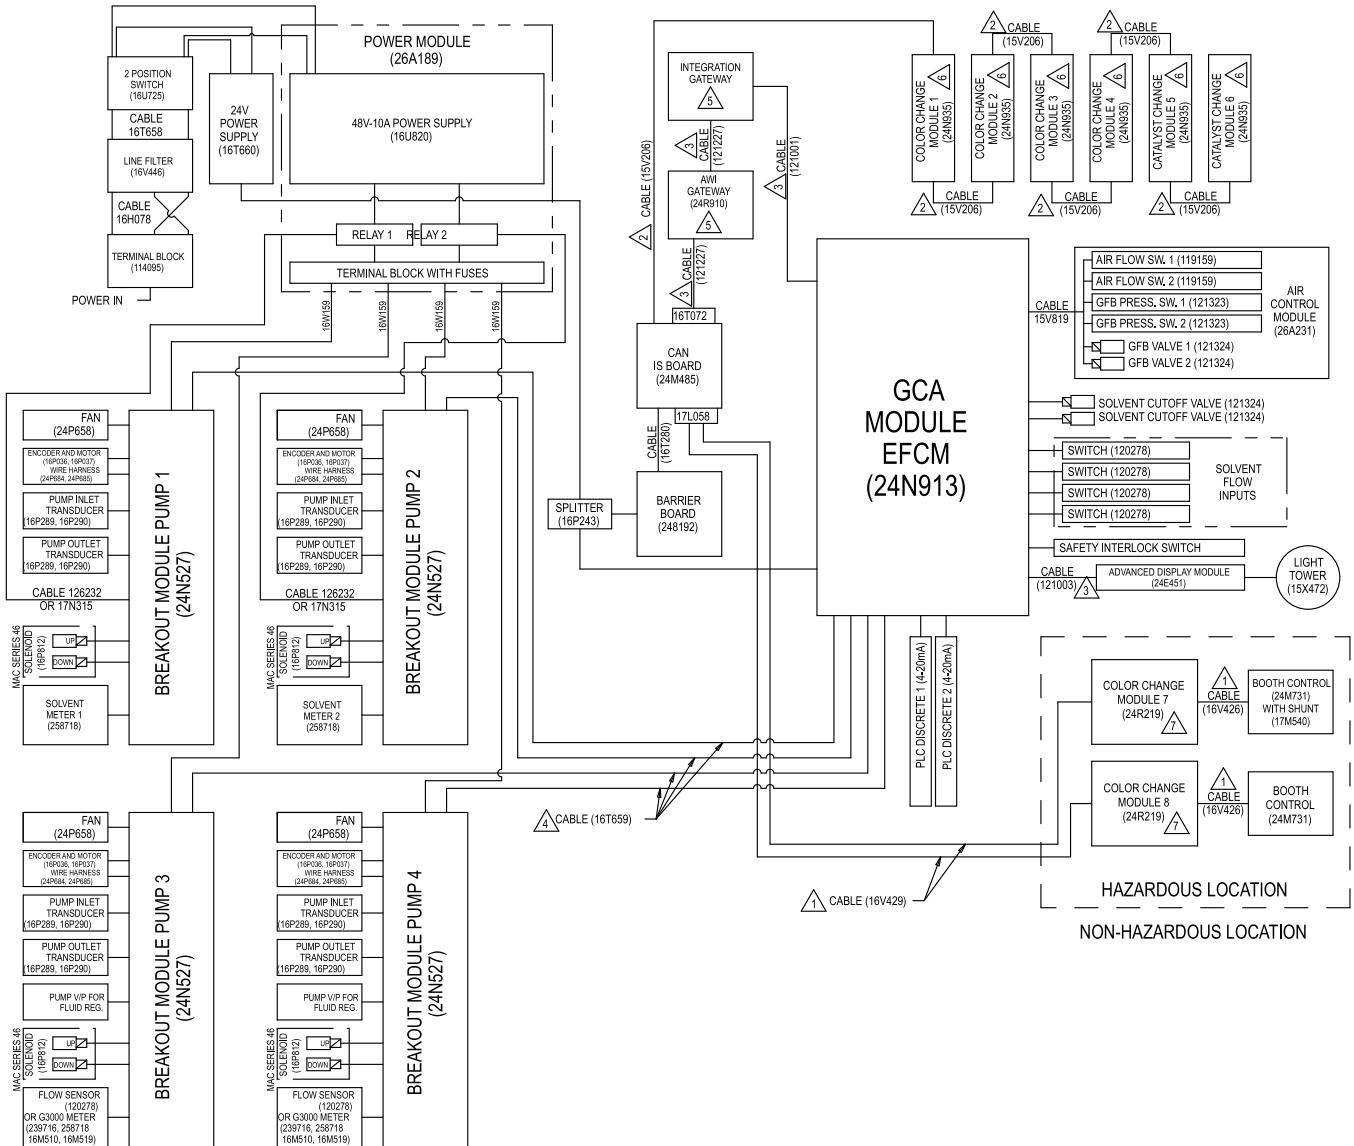 POWER MODULE
(26A189)
2 POSITION
SWITCH
(16U725)
CABLE
16T658
LINE FILTER
(16V446)
CABLE
16H078
TERMINAL BLOCK
(114095)
POWER IN
24V
POWER
SUPPLY
(16T660)
48V-10A POWER SUPPLY
(16U820)
RELAY 1
RELAY 2
TERMINAL BLOCK WITH FUSES
16W159
16W159
16W159
16W159
INTEGRATION
GATEWAY
5
3
CABLE
(121227)
AWI
GATEWAY
(24R910)
5
3
CABLE
(121227)
3
CABLE
(121001)
2
CABLE (15V206)
16T072
CAN
IS BOARD
(24M485)
17L058
CABLE
(16T280)
BARRIER
BOARD
(248192)
SPLITTER
(16P243)
2
CABLE
(15V206)
2
CABLE
(15V206)
COLOR CHANGE
MODULE 1
(24N935)
6
COLOR CHANGE
MODULE 2
(24N935)
6
COLOR CHANGE
MODULE 3
(24N935)
6
COLOR CHANGE
MODULE 4
(24N935)
6
CATALYST CHANGE
MODULE 5
(24N935)
6
CATALYST CHANGE
MODULE 6
(24N935)
6
2
CABLE
(15V206)
2
CABLE
(15V206)
2
CABLE
(15V206)
GCA
MODULE
EFCM
(24N913)
CABLE
15V819
AIR FLOW SW. 1 (119159)
AIR FLOW SW. 2 (119159)
GFB PRESS. SW. 1 (121323)
GFB PRESS. SW. 2 (121323)
GFB VALVE 1 (121324)
GFB VALVE 2 (121324)
AIR
CONTROL
MODULE
(26A231)
SOLVENT CUTOFF VALVE (121324)
SOLVENT CUTOFF VALVE (121324)
SWITCH (120278)
SWITCH (120278)
SWITCH (120278)
SWITCH (120278)
SOLVENT
FLOW
INPUTS
SAFETY INTERLOCK SWITCH
CABLE
(121003)
3
ADVANCED DISPLAY MODULE
(24E451)
LIGHT
TOWER
(15X472)
PLC DISCRETE 1 (4-20mA)
PLC DISCRETE 2 (4-20mA)
COLOR CHANGE
MODULE 7
(24R219)
7
1
CABLE
(16V426)
BOOTH CONTROL
(24M731)
WITH SHUNT
(17M540)
COLOR CHANGE
MODULE 8
(24R219)
7
1
CABLE
(16V426)
BOOTH
CONTROL
(24M731)
HAZARDOUS LOCATION
NON-HAZARDOUS LOCATION
4
CABLE (16T659)
1
CABLE (16V429)
FAN
(24P658)
ENCODER AND MOTOR
(16P036, 16P037)
WIRE HARNESS
(24P684, 24P685)
PUMP INLET
TRANSDUCER
(16P289, 16P290)
PUMP OUTLET
TRANSDUCER
(16P289, 16P290)
CABLE 126232
OR 17N315
MAC SERIES 46
SOLENOID
(16P812)
UP
DOWN
SOLVENT
METER 1
(258718)
BREAKOUT MODULE PUMP 1
(24N527)
FAN
(24P658)
ENCODER AND MOTOR
(16P036, 16P037)
WIRE HARNESS
(24P684, 24P685)
PUMP INLET
TRANSDUCER
(16P289, 16P290)
PUMP OUTLET
TRANSDUCER
(16P289, 16P290)
CABLE 126232
OR 17N315
MAC SERIES 46
SOLENOID
(16P812)
UP
DOWN
SOLVENT
METER 2
(258718)
BREAKOUT MODULE PUMP 2
(24N527)
FAN
(24P658)
ENCODER AND MOTOR
(16P036, 16P037)
WIRE HARNESS
(24P684, 24P685)
PUMP INLET
TRANSDUCER
(16P289, 16P290)
PUMP OUTLET
TRANSDUCER
(16P289, 16P290)
PUMP V/P FOR
FLUID REG.
MAC SERIES 46
SOLENOID
(16P812)
UP
DOWN
FLOW SENSOR
(120278)
OR G3000 METER
(239716, 258718
16M510, 16M519)
BREAKOUT MODULE PUMP 3
(24N527)
FAN
(24P658)
ENCODER AND MOTOR
(16P036, 16P037)
WIRE HARNESS
(24P684, 24P685)
PUMP INLET
TRANSDUCER
(16P289, 16P290)
PUMP OUTLET
TRANSDUCER
(16P289, 16P290)
PUMP V/P FOR
FLUID REG.
MAC SERIES 46
SOLENOID
(16P812)
UP
DOWN
FLOW SENSOR
(120278)
OR G3000 METER
(239716, 258718
16M510, 16M519)
BREAKOUT MODULE PUMP 4
(24N527)